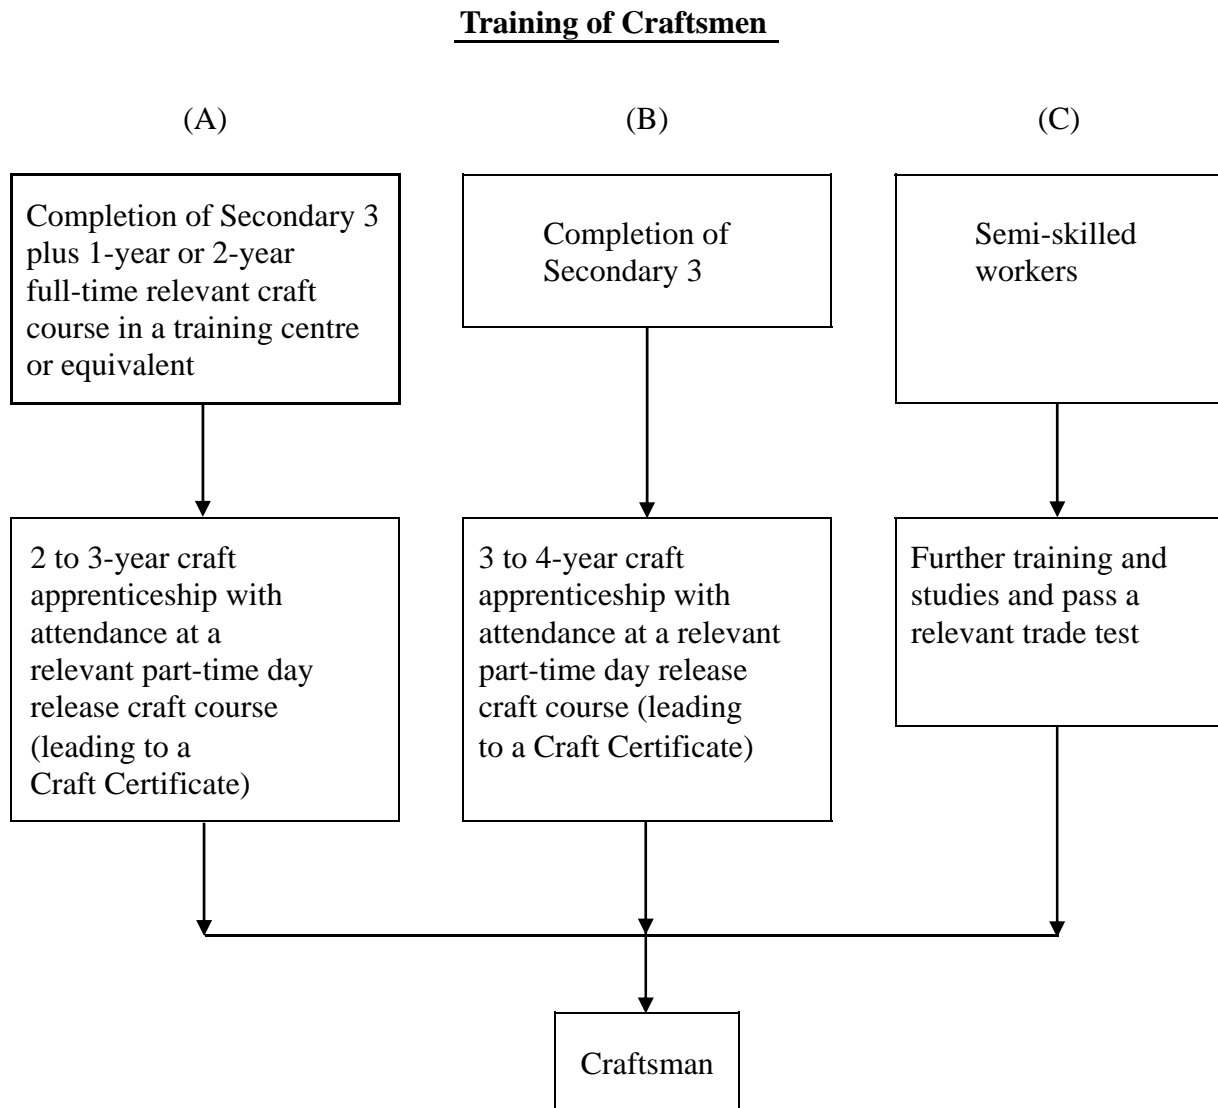 Training of Craftsmen
(A)
(B)
(C)
Completion of Secondary 3
plus 1-year or 2-year
full-time relevant craft
course in a training centre
or equivalent
Completion of
Secondary 3
Semi-skilled
workers
2 to 3-year craft
apprenticeship with
attendance at a
relevant part-time day
release craft course
(leading to a
Craft Certificate)
3 to 4-year craft
apprenticeship with
attendance at a relevant
part-time day release
craft course (leading
to a Craft Certificate)
Further training and
studies and pass a
relevant trade test
Craftsman